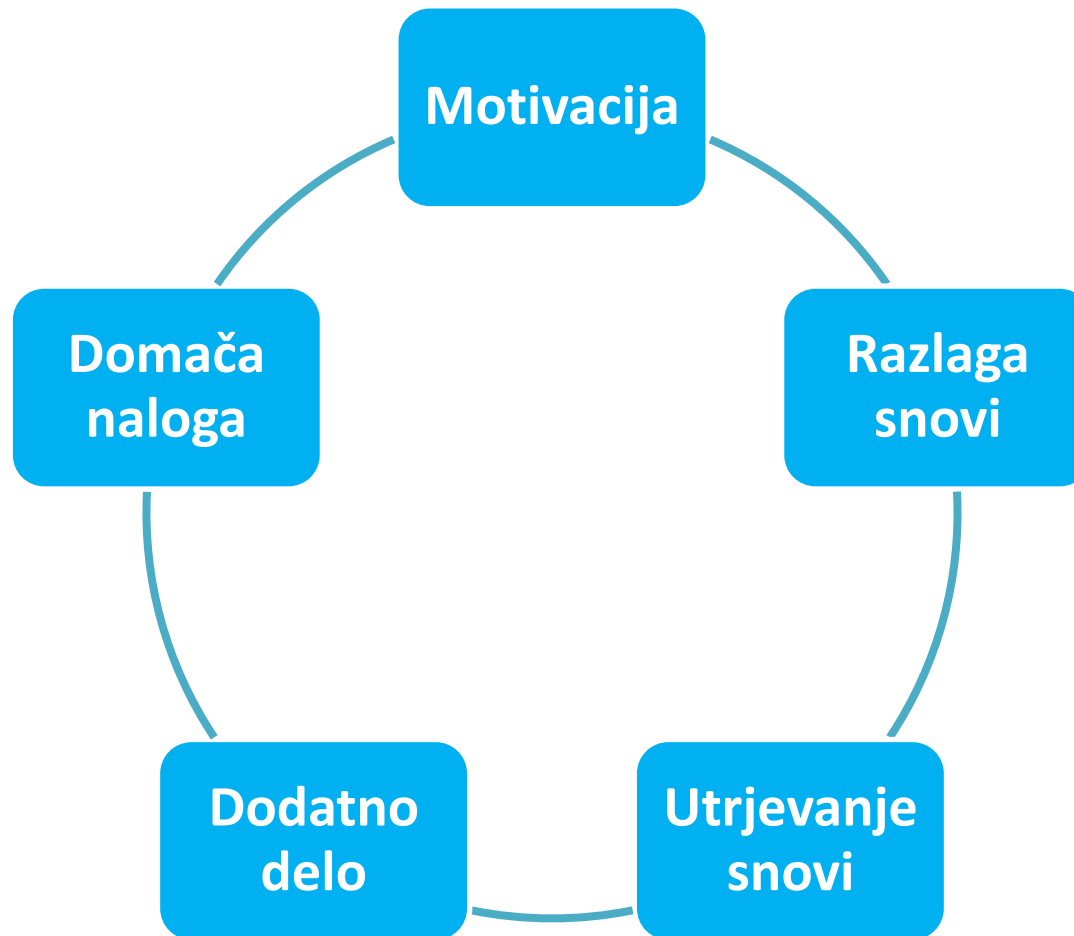 Motivacija
Razlaga
snovi
Utrjevanje
snovi
Dodatno
delo
Domača
naloga